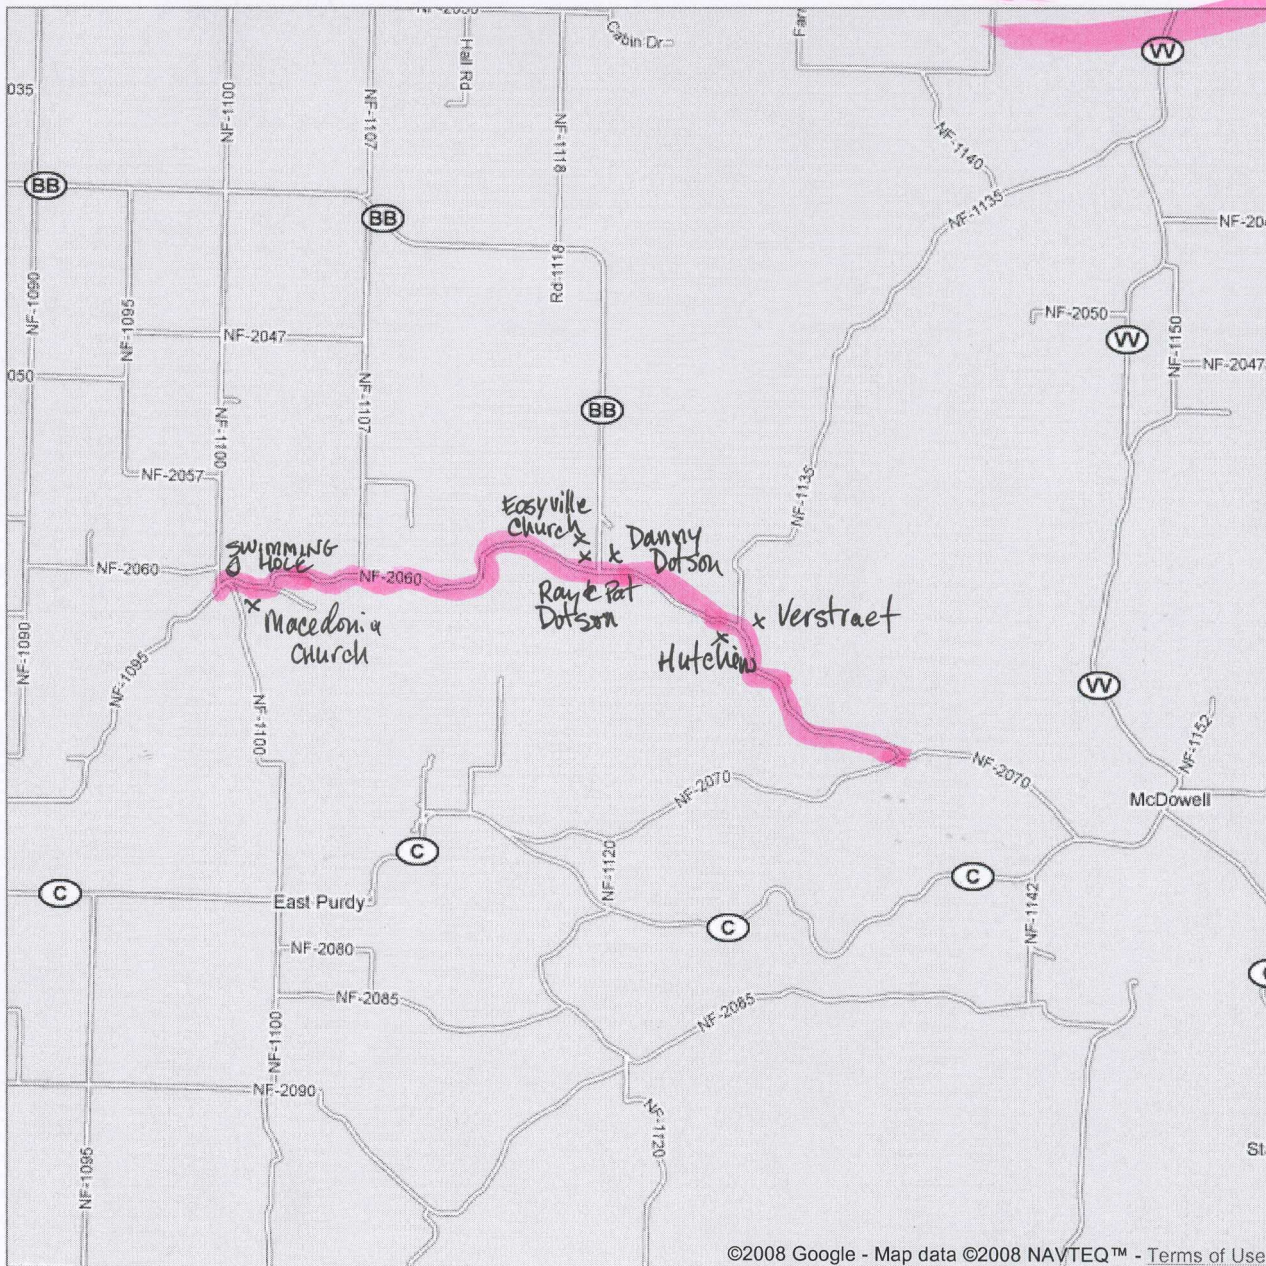 NF-2050
Cabin Dr
Hall Rd
VV
035
NF-1100
NF-1107
NF-1118
NF-1140
BB
BB
NF-1135
NF-20
Rd 1118
NF-1090
NF-1095
NF-2047
NF-2050
VV
NF-1150
NF-2047
050
NF-1107
BB
NF-1100
NF-2057
NF-1135
Eosyville
Church
Danny
Dotson
SWIMMING
HOLE
NF-2060
NF-2060
Ray & Pat
Dotson
Macedonia
CHURCH
Verstraet
Hutchins
NF-1090
NF-1095
VV
NF-1100
NF-1152
NF-2070
NF-2070
McDowell
C
NF-1120
C
C
East Purdy
C
NF-1142
NF-2080
NF-2085
NF-2085
NF-1100
NF-2090
NF-1120
NF-1095
©2008 Google - Map data ©2008 NAVTEQ™ - Terms of Use